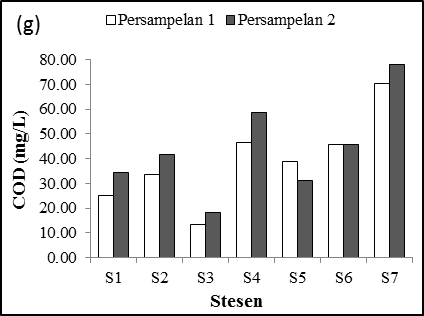 (g)
Persampelan 1 Persampelan 2
80.00
70.00
60.00
50.00
40.00
30.00
20.00
10.00
0.00
COD (mg/L)
S1 S2 S3 S4 S5 S6 S7
Stesen